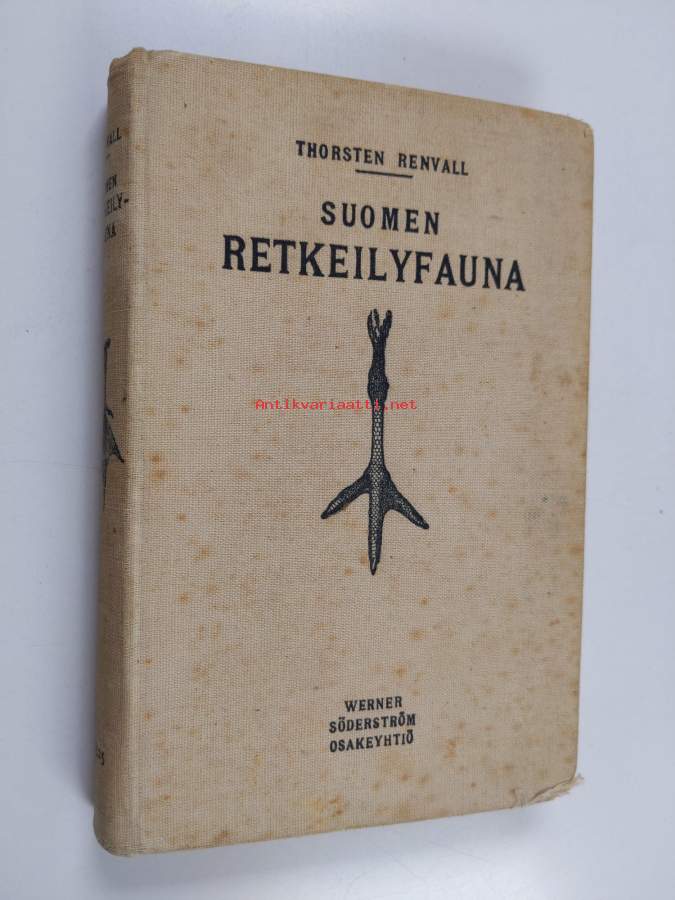 THORSTEN RENVALL
SUOMEN
RETKEILYFAUNA
Antikvariaatti.net
WERNER
SÖDERSTRÖM
OSAKEYHTIÖ